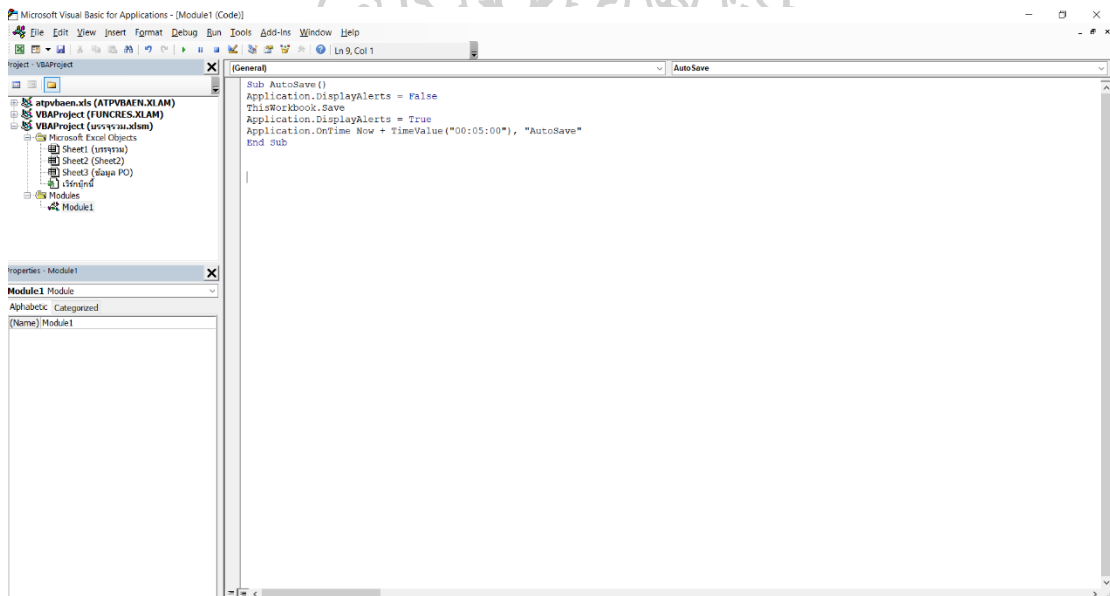 Microsoft Visual Basic for Applications - [Module1 (Code)]
File Edit View Insert Format Debug Run Tools Add-Ins Window Help
Ln 9, Col 1
Project - VBAProject
(General)
AutoSave
atpvbaen.xls (ATPVBAEN.XLAM)
VBAProject (FUNCRES.XLAM)
VBAProject (บรรจุรวม.xlsm)
Microsoft Excel Objects
Sheet1 (บรรจุรวม)
Sheet2 (Sheet2)
Sheet3 (ข้อมูล PO)
เวิร์กบุ๊กนี้
Modules
Module1
Sub AutoSave()
Application.DisplayAlerts = False
ThisWorkbook.Save
Application.DisplayAlerts = True
Application.OnTime Now + TimeValue("00:05:00"), "AutoSave"
End Sub
Properties - Module1
Module1 Module
Alphabetic Categorized
(Name) Module1